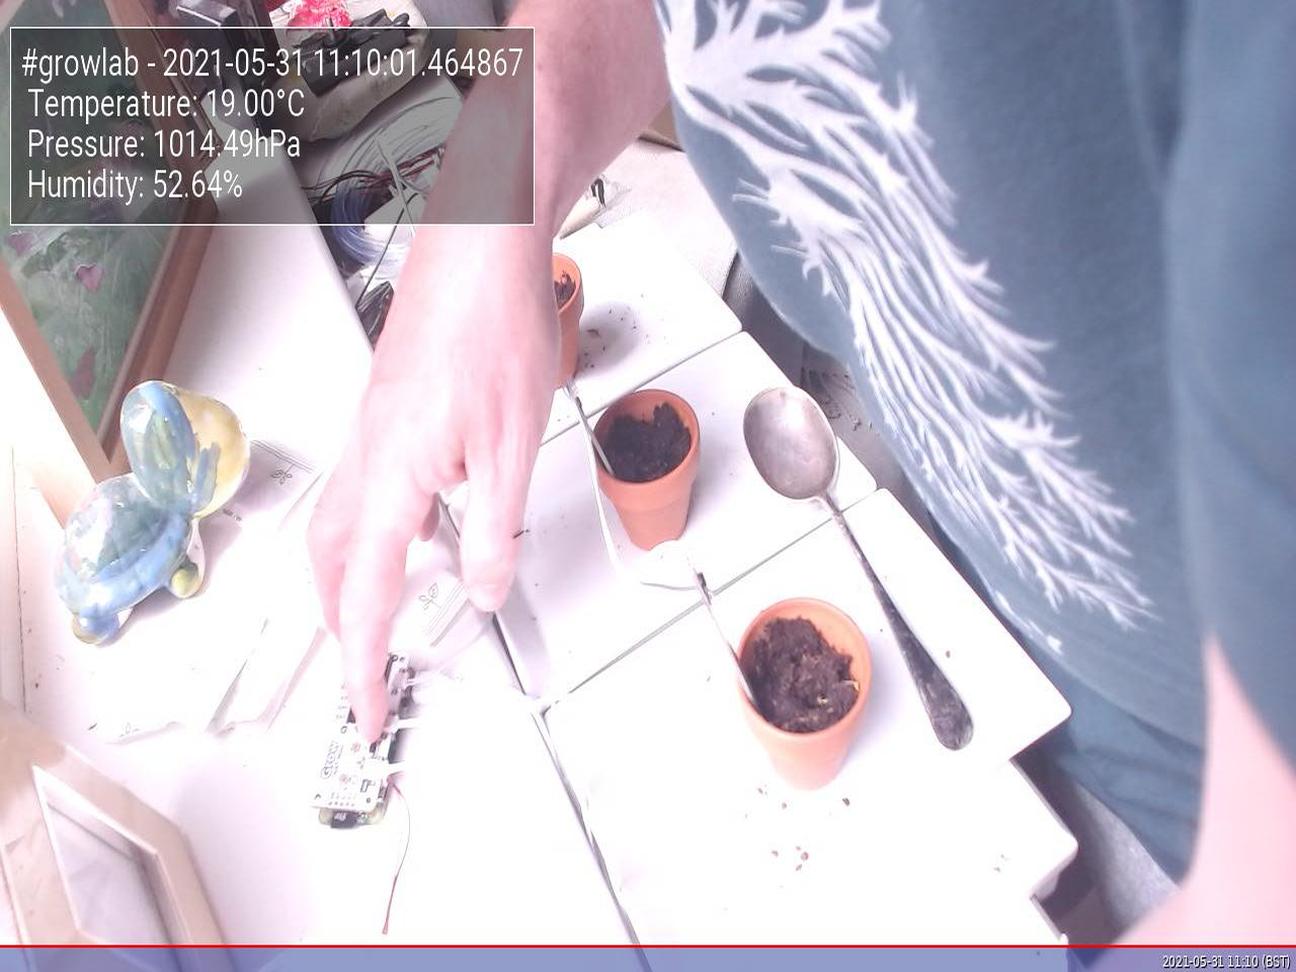 #growlab - 2021-05-31 11:10:01.464867
Temperature: 19.00°C
Pressure: 1014.49hPa
Humidity: 52.64%
Grow
2021-05-31 11:10 (BST)